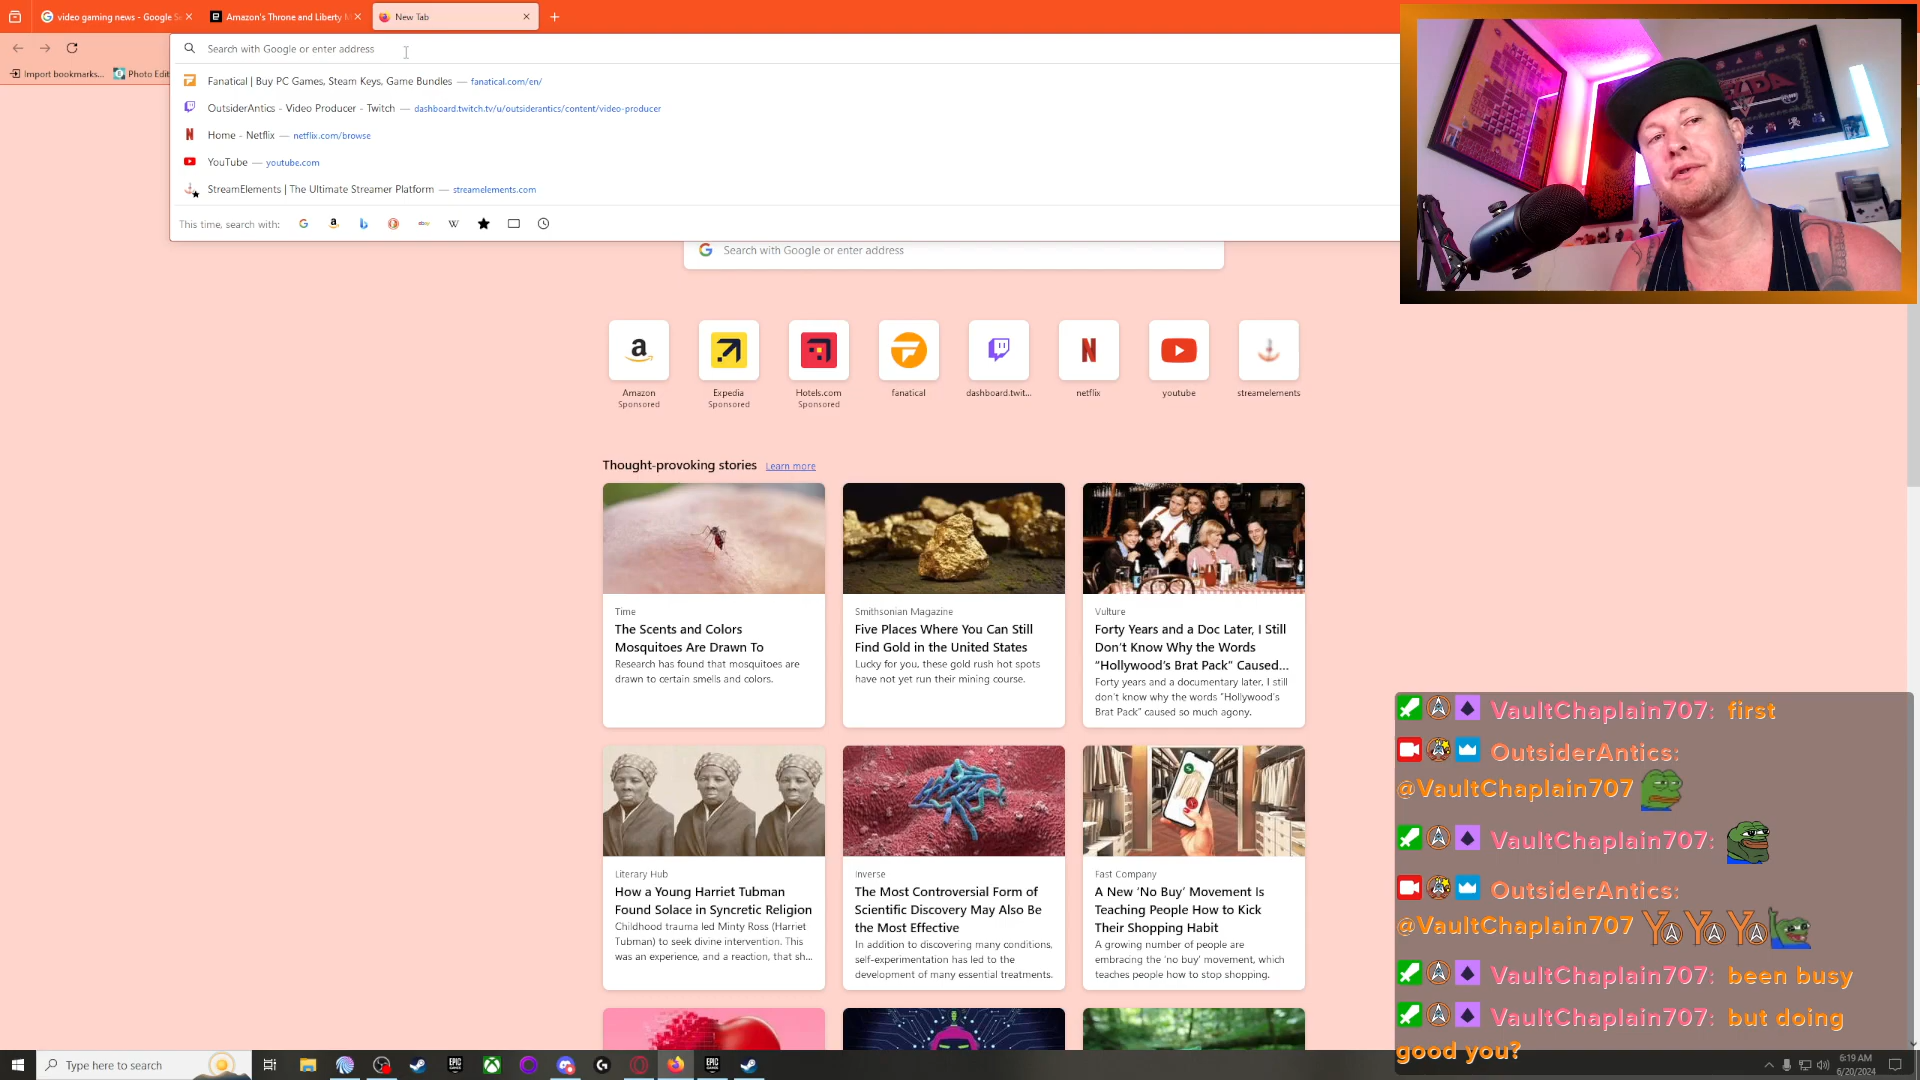 video gaming news - Google Se
Amazon's Throne and Liberty M
New Tab
Search with Google or enter address
Import bookmarks...
Photo Edit
Fanatical | Buy PC Games, Steam Keys, Game Bundles — fanatical.com/en/
OutsiderAntics - Video Producer - Twitch — dashboard.twitch.tv/u/outsiderantics/content/video-producer
Home - Netflix — netflix.com/browse
YouTube — youtube.com
StreamElements | The Ultimate Streamer Platform — streamelements.com
This time, search with:
Search with Google or enter address
Amazon
Sponsored
Expedia
Sponsored
Hotels.com
Sponsored
fanatical
dashboard.twit...
netflix
youtube
streamelements
Thought-provoking stories Learn more
Time
The Scents and Colors
Mosquitoes Are Drawn To
Research has found that mosquitoes are
drawn to certain smells and colors.
Smithsonian Magazine
Five Places Where You Can Still
Find Gold in the United States
Lucky for you, these gold rush hot spots
have not yet run their mining course.
Vulture
Forty Years and a Doc Later, I Still
Don't Know Why the Words
"Hollywood's Brat Pack" Caused...
Forty years and a documentary later, I still
don't know why the words "Hollywood's
Brat Pack" caused so much agony.
Literary Hub
How a Young Harriet Tubman
Found Solace in Syncretic Religion
Childhood trauma led Minty Ross (Harriet
Tubman) to seek divine intervention. This
was an experience, and a reaction, that sh...
Inverse
The Most Controversial Form of
Scientific Discovery May Also Be
the Most Effective
In addition to discovering many conditions,
self-experimentation has led to the
development of many essential treatments.
Fast Company
A New 'No Buy' Movement Is
Teaching People How to Kick
Their Shopping Habit
A growing number of people are
embracing the 'no buy' movement, which
teaches people how to stop shopping.
VaultChaplain707: first
OutsiderAntics:
@VaultChaplain707
VaultChaplain707:
OutsiderAntics:
@VaultChaplain707 YO YO YO
VaultChaplain707: been busy
VaultChaplain707: but doing
good you?
Type here to search
6:19 AM
6/20/2024